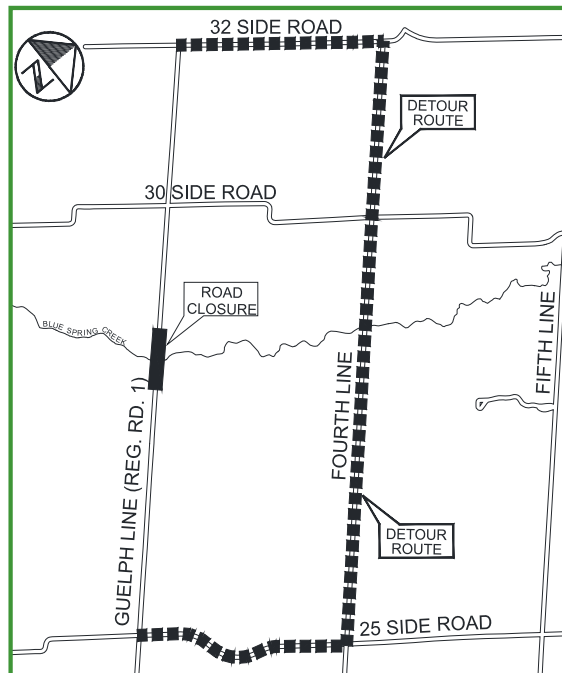 32 SIDE ROAD
N
DETOUR
ROUTE
30 SIDE ROAD
ROAD
CLOSURE
BLUE SPRING CREEK
FIFTH LINE
FOURTH LINE
GUELPH LINE (REG. RD. 1)
DETOUR
ROUTE
25 SIDE ROAD